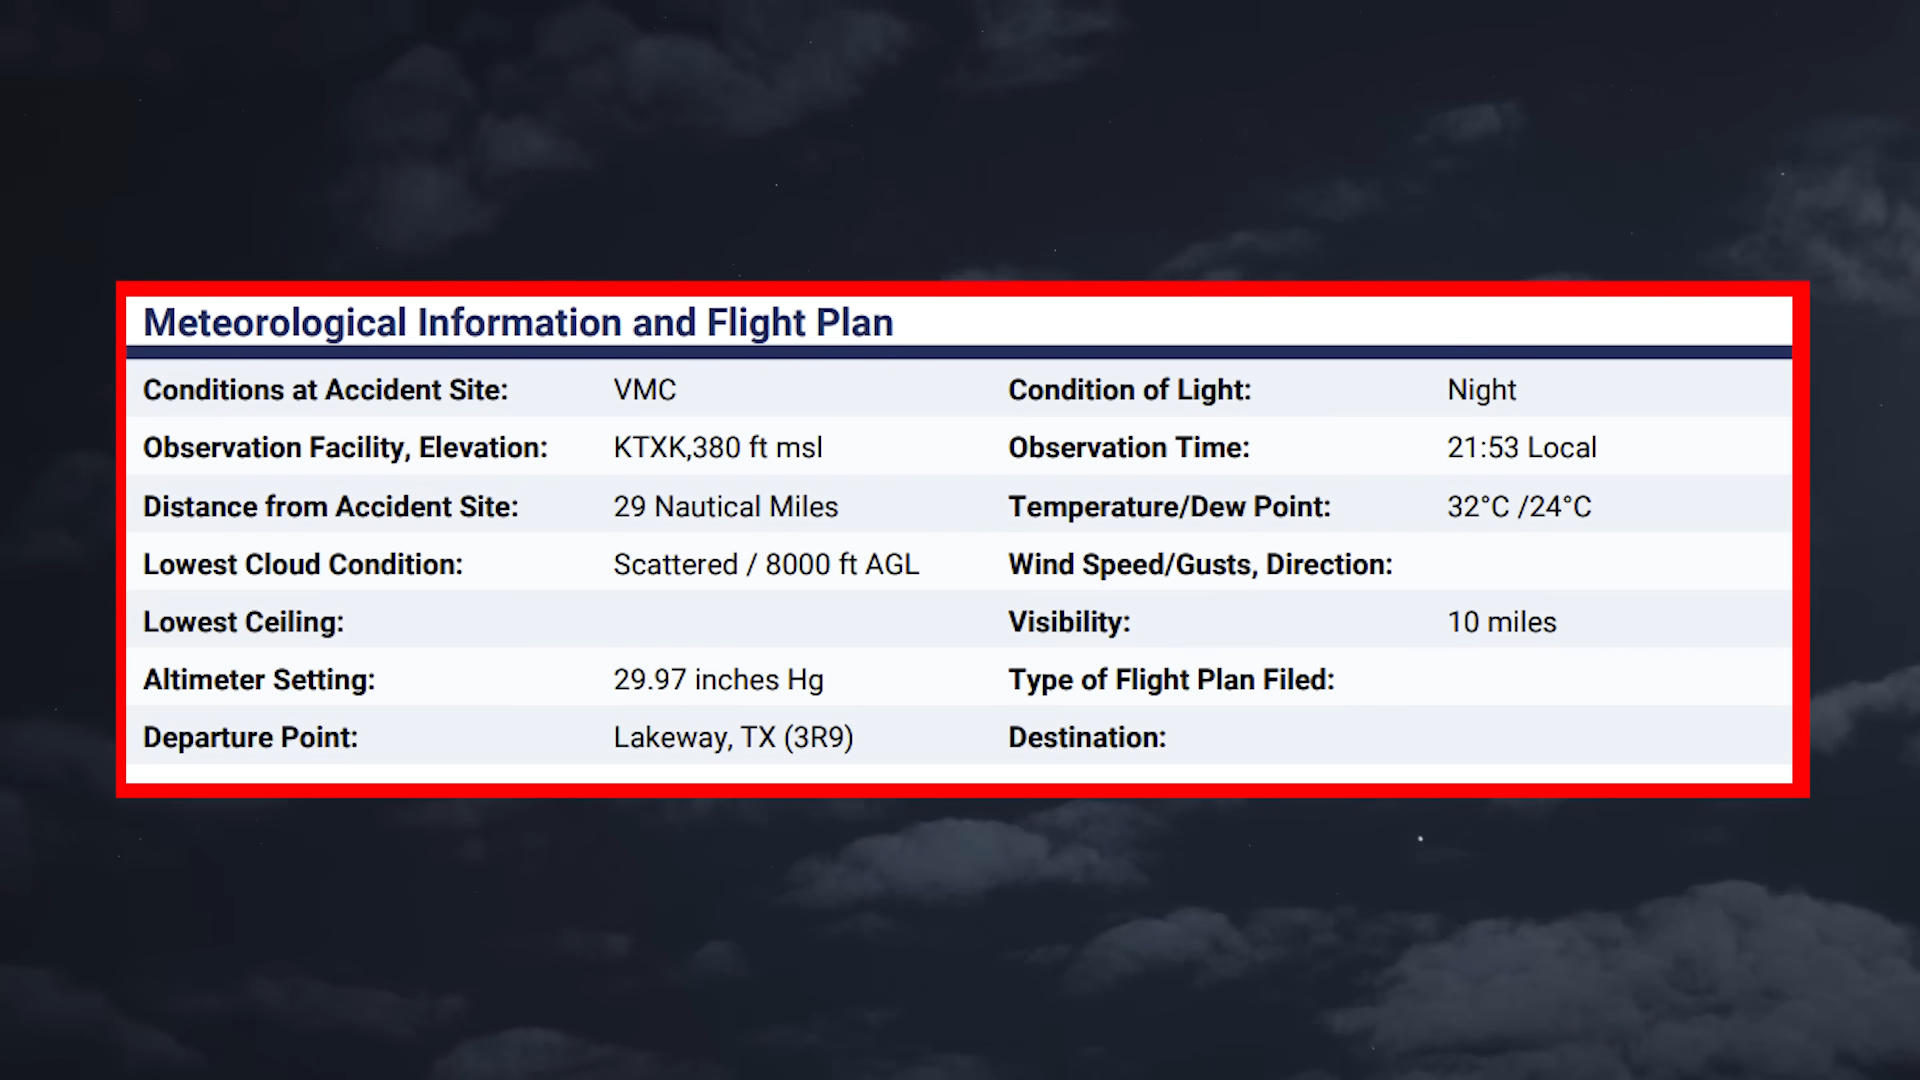 Meteorological Information and Flight Plan
Conditions at Accident Site: VMC Condition of Light: Night
Observation Facility, Elevation: KTXK,380 ft msl Observation Time: 21:53 Local
Distance from Accident Site: 29 Nautical Miles Temperature/Dew Point: 32°C /24°C
Lowest Cloud Condition: Scattered / 8000 ft AGL Wind Speed/Gusts, Direction:
Lowest Ceiling: Visibility: 10 miles
Altimeter Setting: 29.97 inches Hg Type of Flight Plan Filed:
Departure Point: Lakeway, TX (3R9) Destination: